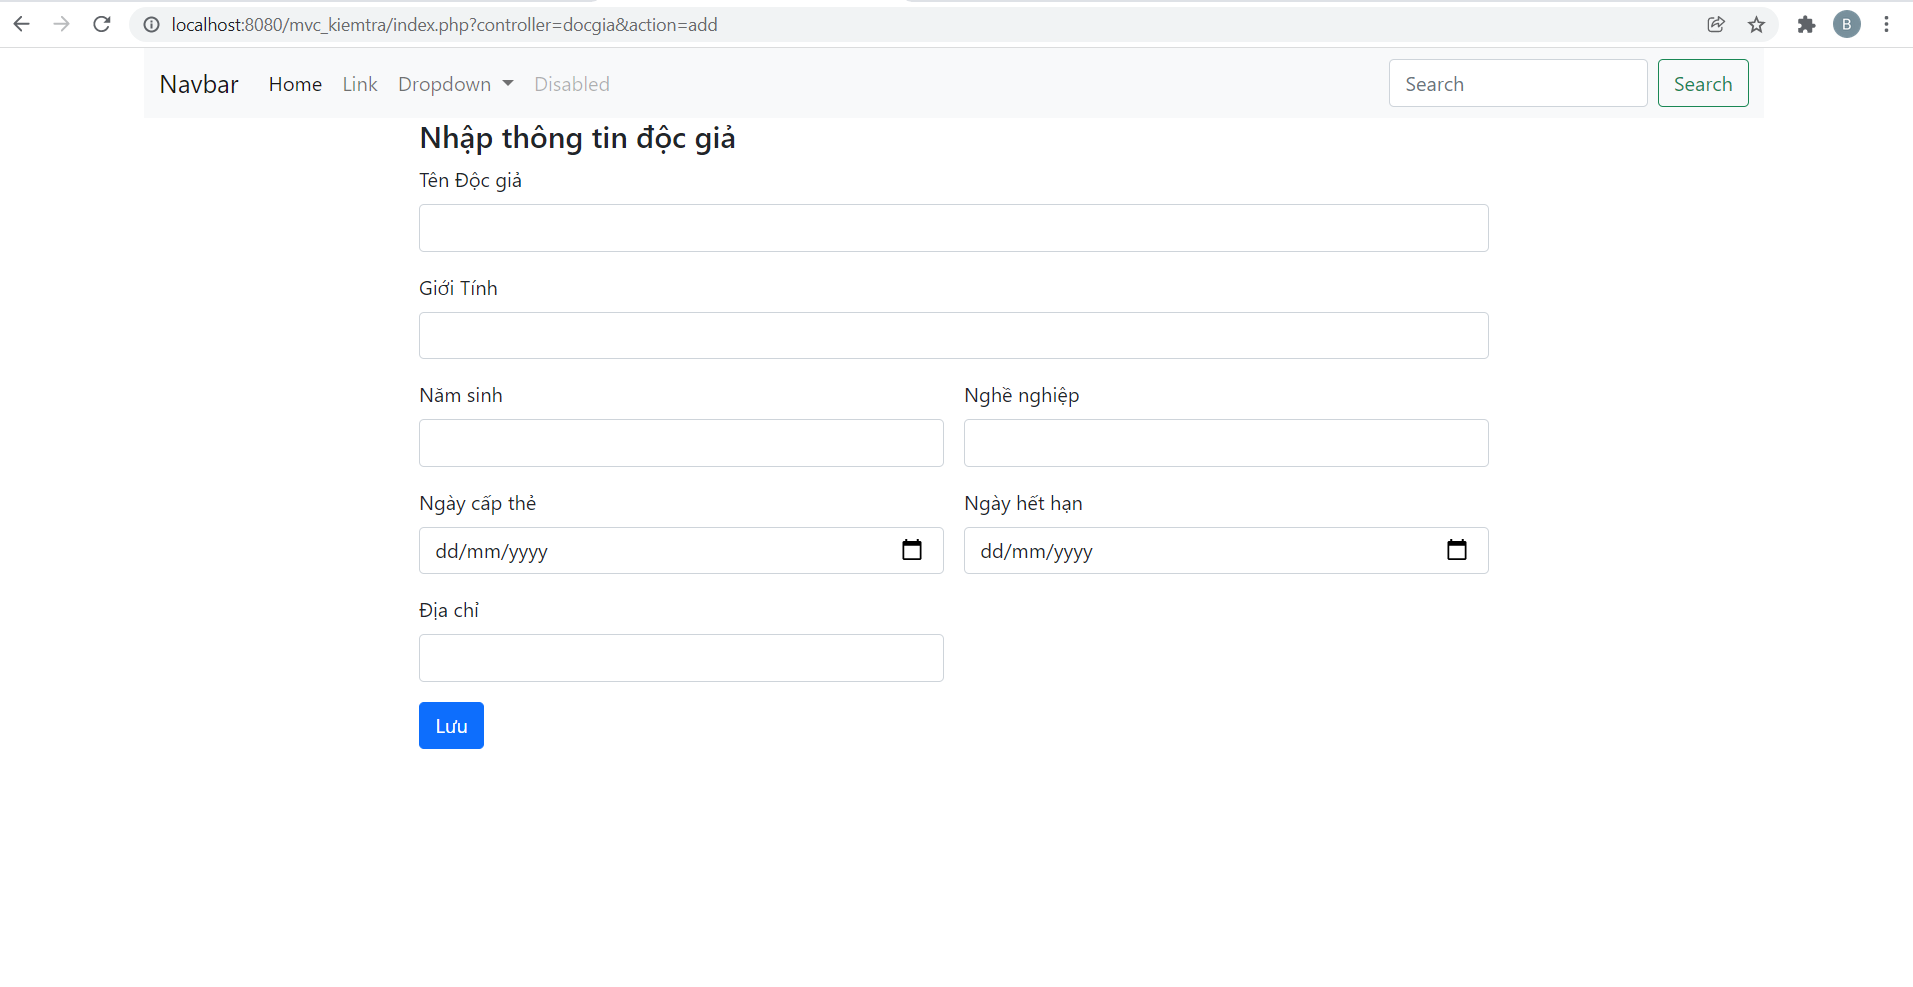 localhost:8080/mvc_kiemtra/index.php?controller=docgia&action=add
B
Navbar Home Link Dropdown Disabled Search Search
Nhập thông tin độc giả
Tên Độc giả
Giới Tính
Năm sinh Nghề nghiệp
Ngày cấp thẻ Ngày hết hạn
dd/mm/yyyy dd/mm/yyyy
Địa chỉ
Lưu